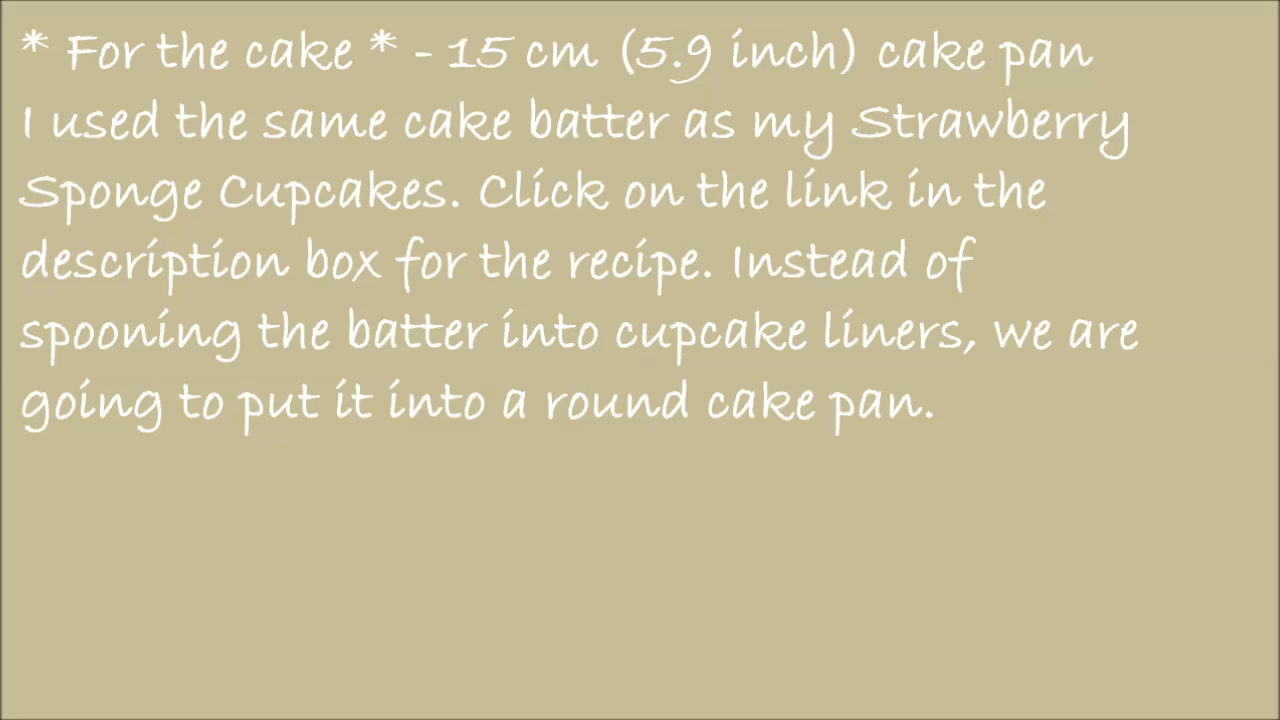 * For the cake * - 15 cm (5.9 inch) cake pan
I used the same cake batter as my Strawberry
Sponge Cupcakes. Click on the link in the
description box for the recipe. Instead of
spooning the batter into cupcake liners, we are
going to put it into a round cake pan.